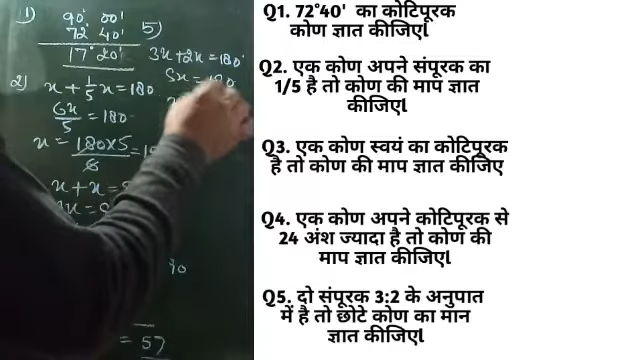 1) 90° 00'
72° 40'
17° 20'
2) x + 1/5 x = 180
6x/5 = 180
x = 180×5/6
x + x =
= 57
5)
3x + 2x = 180°
5x = 180
Q1. 72°40' का कोटिपूरक
कोण ज्ञात कीजिए।
Q2. एक कोण अपने संपूरक का
1/5 है तो कोण की माप ज्ञात
कीजिए।
Q3. एक कोण स्वयं का कोटिपूरक
है तो कोण की माप ज्ञात कीजिए
Q4. एक कोण अपने कोटिपूरक से
24 अंश ज्यादा है तो कोण की
माप ज्ञात कीजिए।
Q5. दो संपूरक 3:2 के अनुपात
में है तो छोटे कोण का मान
ज्ञात कीजिए।